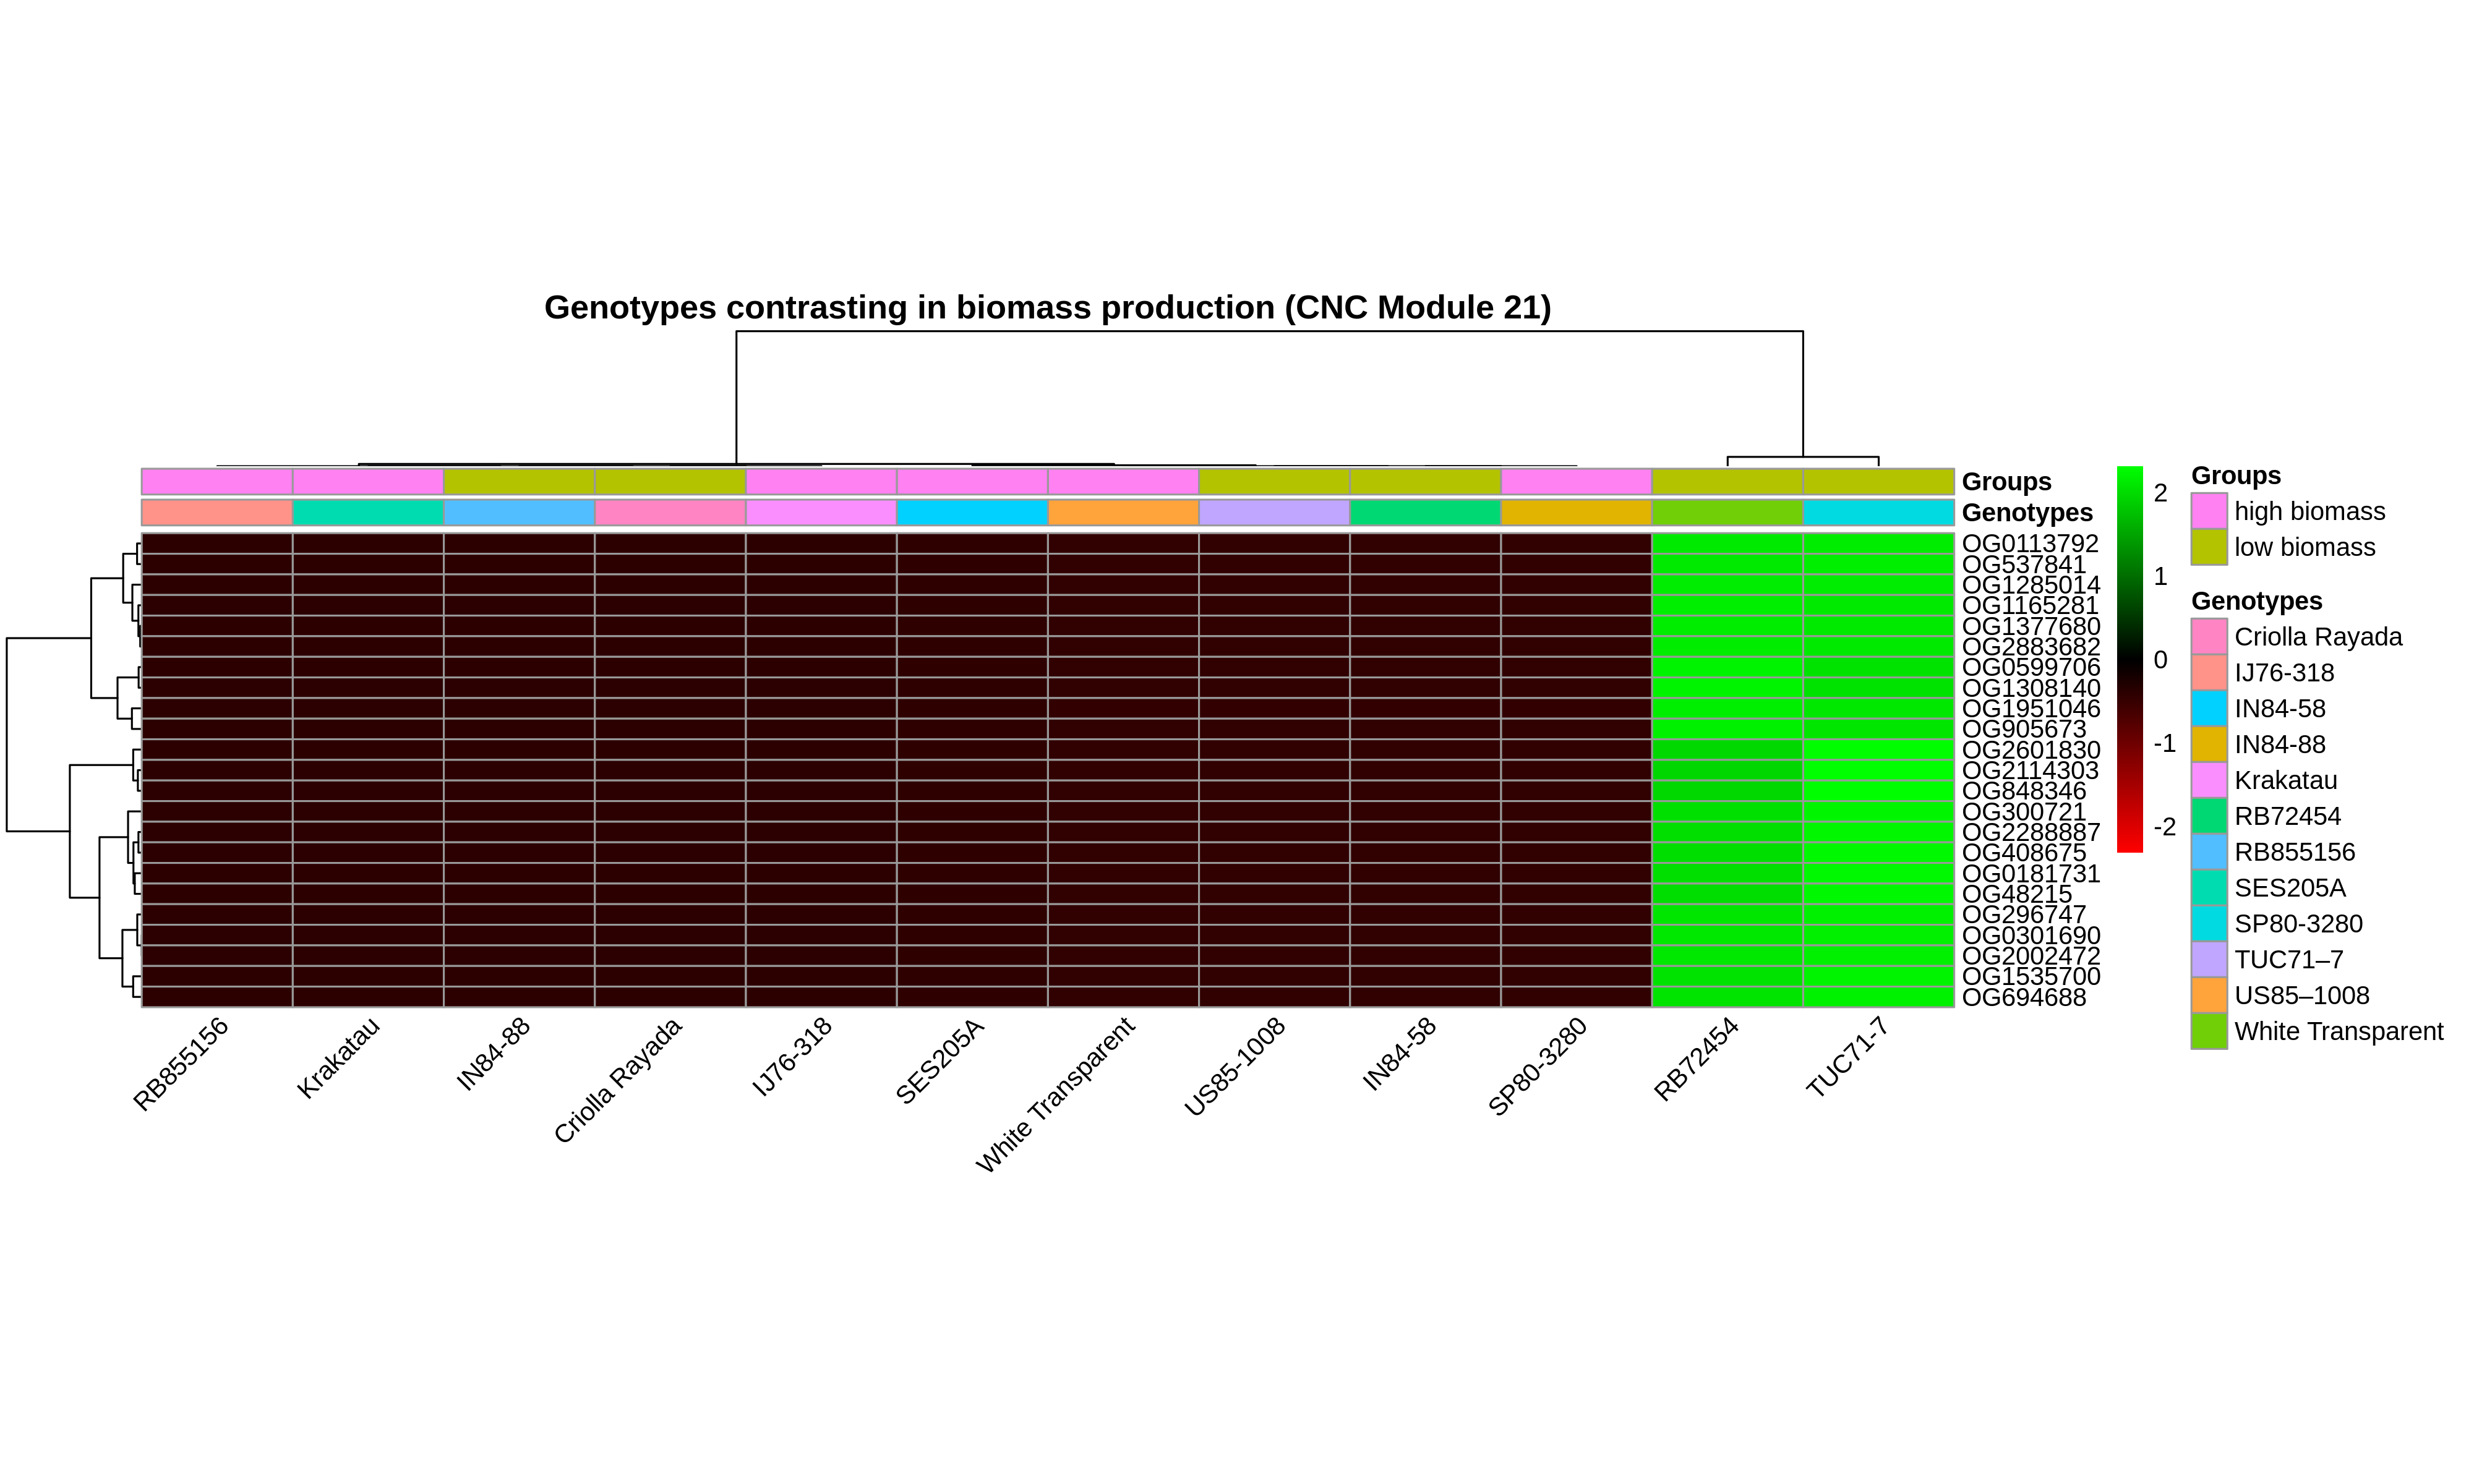 Genotypes contrasting in biomass production (CNC Module 21)
Groups
Genotypes
OG0113792
OG537841
OG1285014
OG1165281
OG1377680
OG2883682
OG0599706
OG1308140
OG1951046
OG905673
OG2601830
OG2114303
OG848346
OG300721
OG2288887
OG408675
OG0181731
OG48215
OG296747
OG0301690
OG2002472
OG1535700
OG694688
RB855156
Krakatau
IN84-88
Criolla Rayada
IJ76-318
SES205A
White Transparent
US85-1008
IN84-58
SP80-3280
RB72454
TUC71-7
2
1
0
-1
-2
Groups
high biomass
low biomass
Genotypes
Criolla Rayada
IJ76-318
IN84-58
IN84-88
Krakatau
RB72454
RB855156
SES205A
SP80-3280
TUC71–7
US85–1008
White Transparent